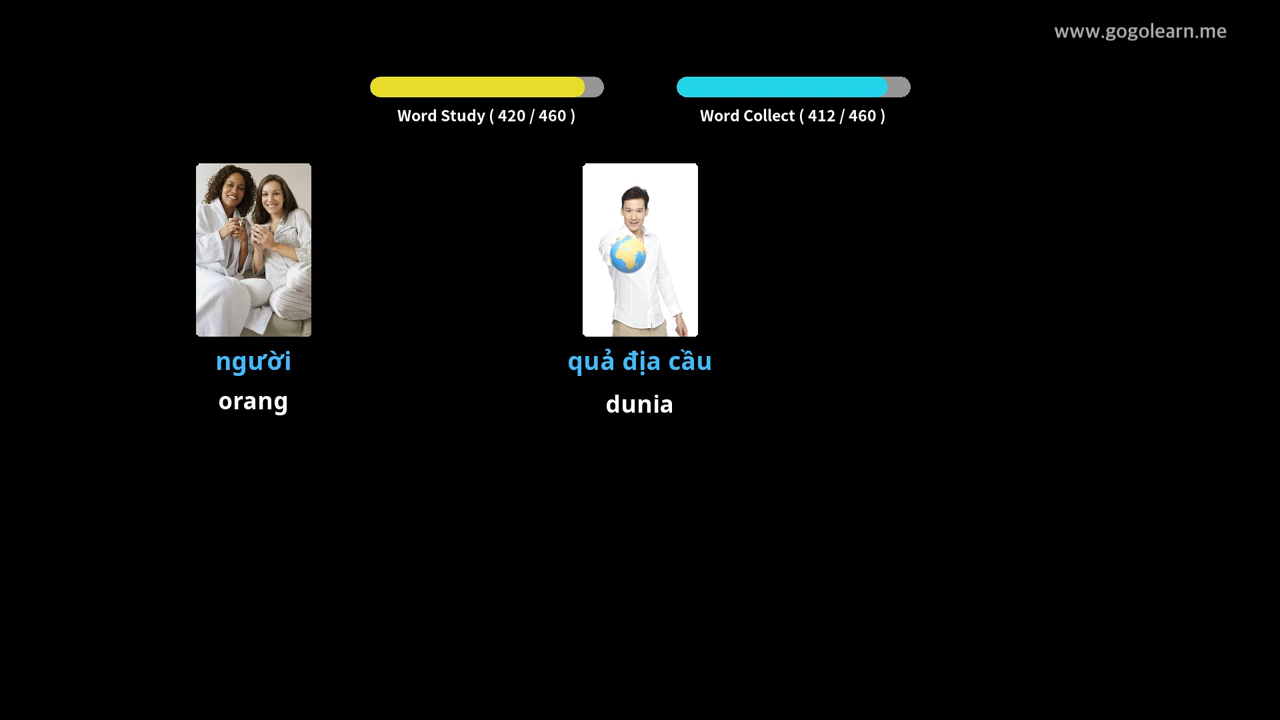 www.gogolearn.me
Word Study ( 420 / 460 )
Word Collect ( 412 / 460 )
người
orang
quả địa cầu
dunia